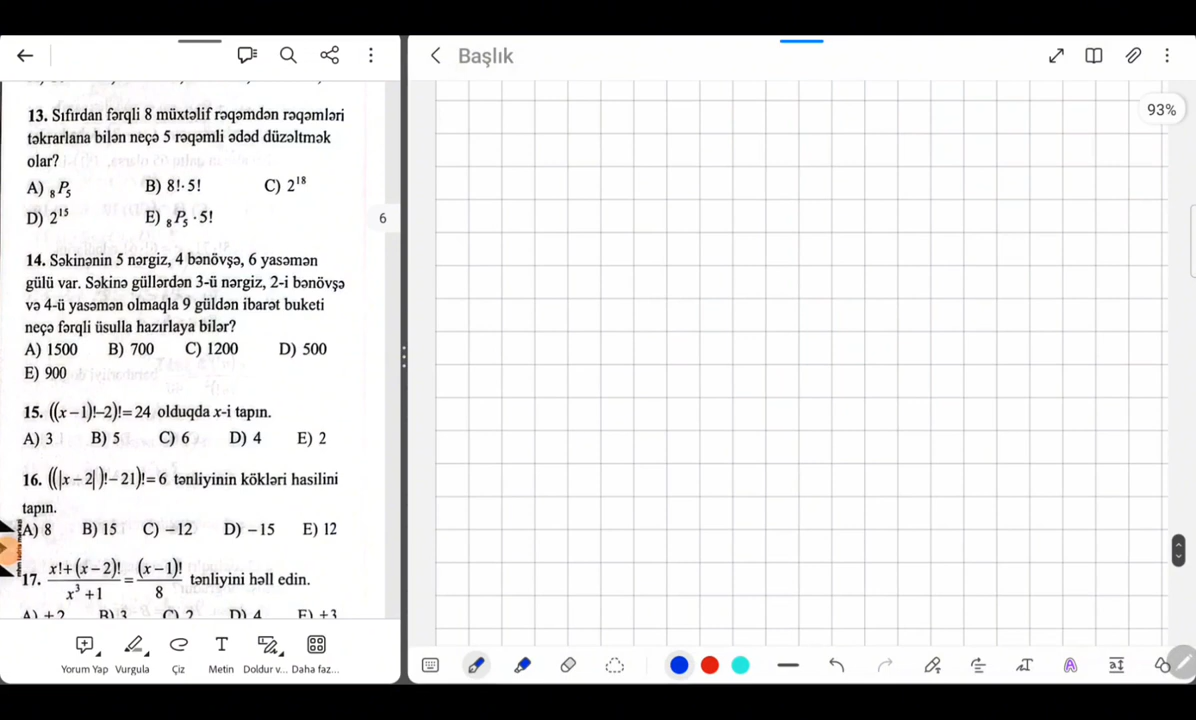 Başlık
93%
13. Sıfırdan fərqli 8 müxtəlif rəqəmdən rəqəmləri
təkrarlana bilən neçə 5 rəqəmli ədəd düzəltmək
olar?
A) ₈P₅ B) 8!·5! C) 2¹⁸
D) 2¹⁵ E) ₈P₅ · 5!
6
14. Səkinənin 5 nərgiz, 4 bənövşə, 6 yasəmən
gülü var. Səkinə güllərdən 3-ü nərgiz, 2-i bənövşə
və 4-ü yasəmən olmaqla 9 güldən ibarət buketi
neçə fərqli üsulla hazırlaya bilər?
A) 1500 B) 700 C) 1200 D) 500
E) 900
15. ((x−1)!−2)!=24 olduqda x-i tapın.
A) 3 B) 5 C) 6 D) 4 E) 2
16. ((|x−2|)!−21)!=6 tənliyinin kökləri hasilini
tapın.
A) 8 B) 15 C) −12 D) −15 E) 12
17. (x!+(x−2)!)/(x³+1) = (x−1)!/8 tənliyini həll edin.
A) ±2 B) 3 C) 2 D) 4 E) ±3
Yorum Yap Vurgula Çiz Metin Doldur v... Daha faz...